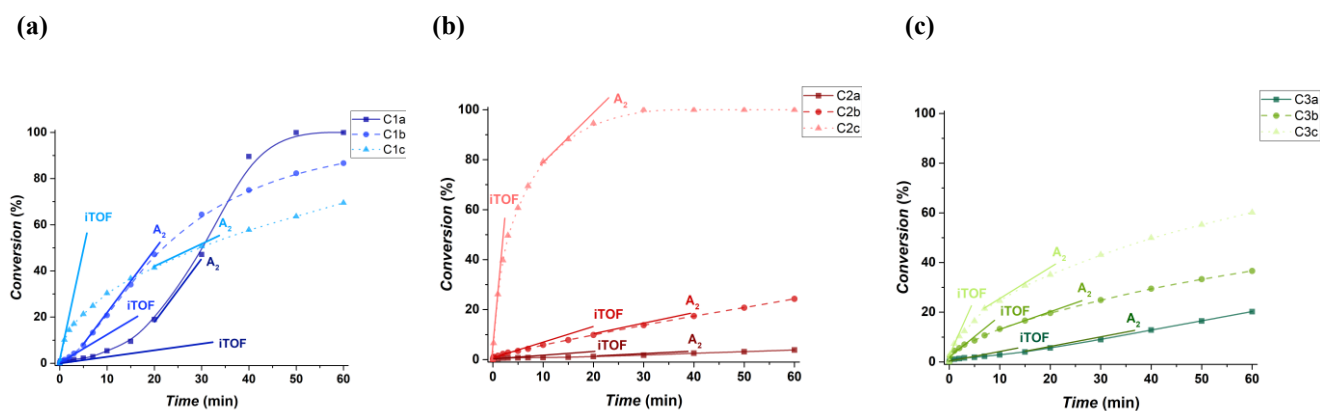 (a)
(b)
(c)
C1a
C1b
C1c
100
80
60
40
20
0
Conversion (%)
iTOF
A2
A2
A2
iTOF
iTOF
0 10 20 30 40 50 60
Time (min)
C2a
C2b
C2c
100
80
60
40
20
0
Conversion (%)
A2
iTOF
iTOF
A2
iTOF
A2
0 10 20 30 40 50 60
Time (min)
C3a
C3b
C3c
100
80
60
40
20
0
Conversion (%)
iTOF
A2
iTOF
A2
iTOF
A2
0 10 20 30 40 50 60
Time (min)